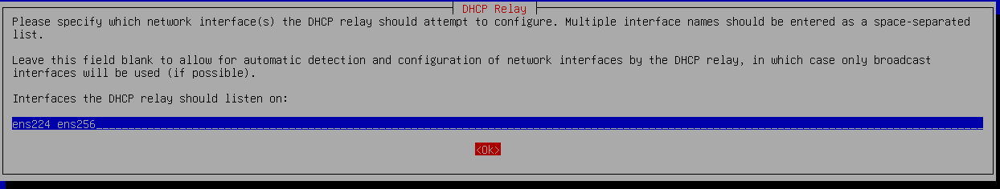 DHCP Relay
Please specify which network interface(s) the DHCP relay should attempt to configure. Multiple interface names should be entered as a space-separated
list.
Leave this field blank to allow for automatic detection and configuration of network interfaces by the DHCP relay, in which case only broadcast
interfaces will be used (if possible).
Interfaces the DHCP relay should listen on:
ens224 ens256
<Ok>